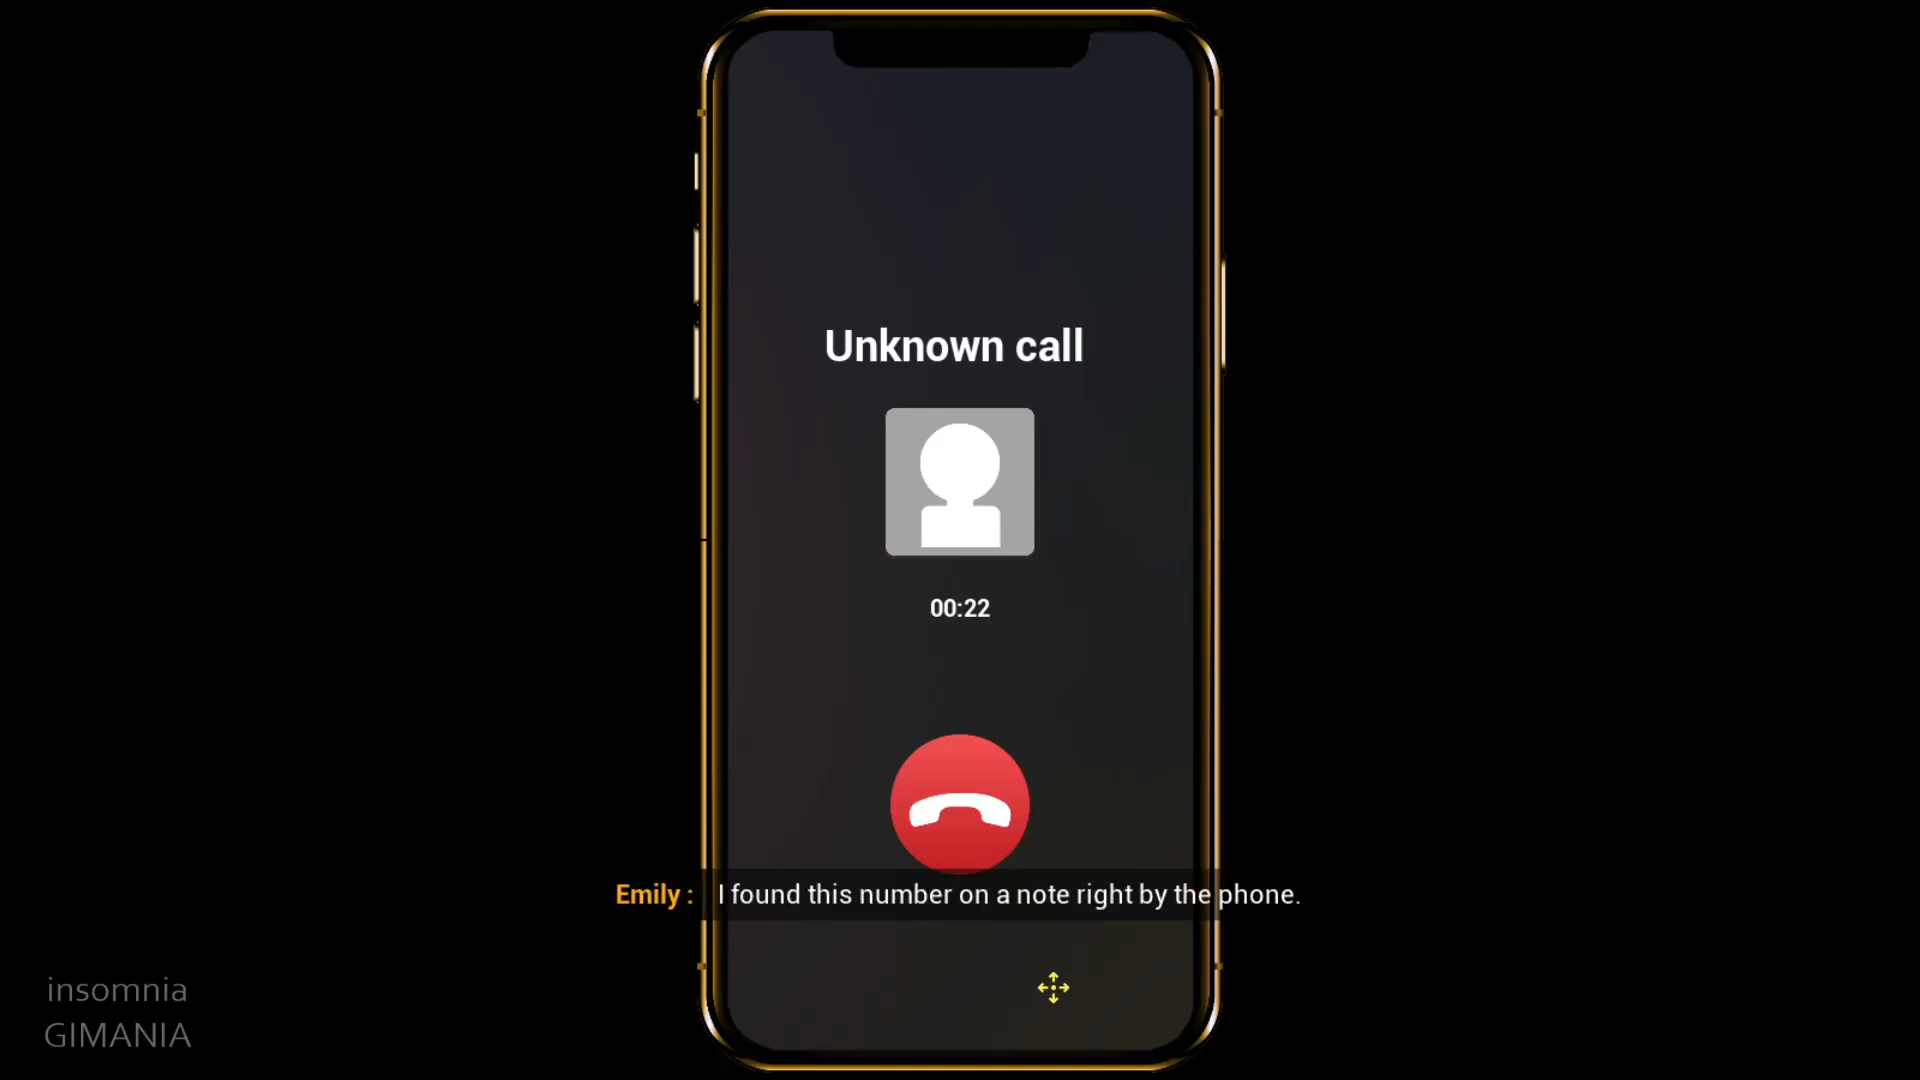 Unknown call
00:22
Emily : I found this number on a note right by the phone.
insomnia
GIMANIA